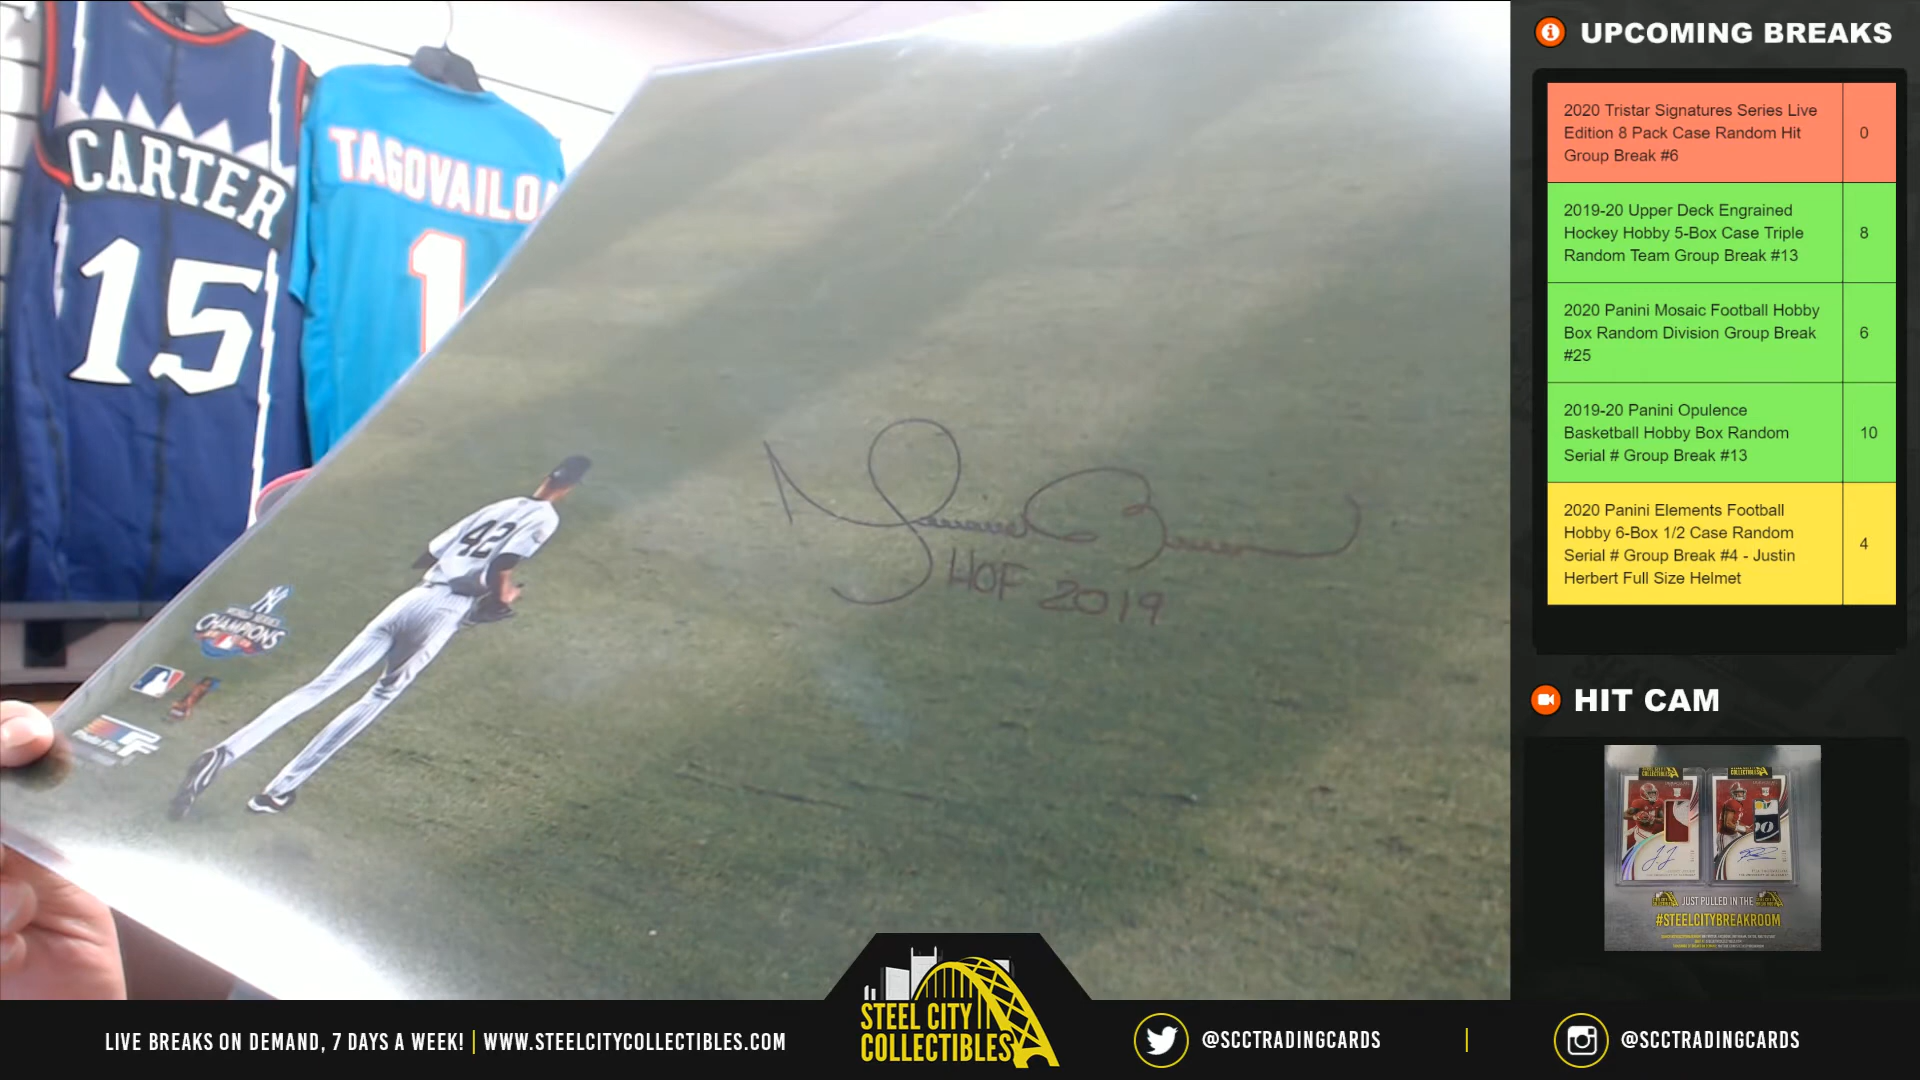 CARTER
15
TAGOVAILOA
1
42
NY
CHAMPIONS
HOF 2019
UPCOMING BREAKS
2020 Tristar Signatures Series Live
Edition 8 Pack Case Random Hit
Group Break #6
0
2019-20 Upper Deck Engrained
Hockey Hobby 5-Box Case Triple
Random Team Group Break #13
8
2020 Panini Mosaic Football Hobby
Box Random Division Group Break
#25
6
2019-20 Panini Opulence
Basketball Hobby Box Random
Serial # Group Break #13
10
2020 Panini Elements Football
Hobby 6-Box 1/2 Case Random
Serial # Group Break #4 - Justin
Herbert Full Size Helmet
4
HIT CAM
JUST PULLED IN THE
#STEELCITYBREAKROOM
LIVE BREAKS ON DEMAND, 7 DAYS A WEEK! | WWW.STEELCITYCOLLECTIBLES.COM
STEEL CITY
COLLECTIBLES
@SCCTRADINGCARDS
|
@SCCTRADINGCARDS